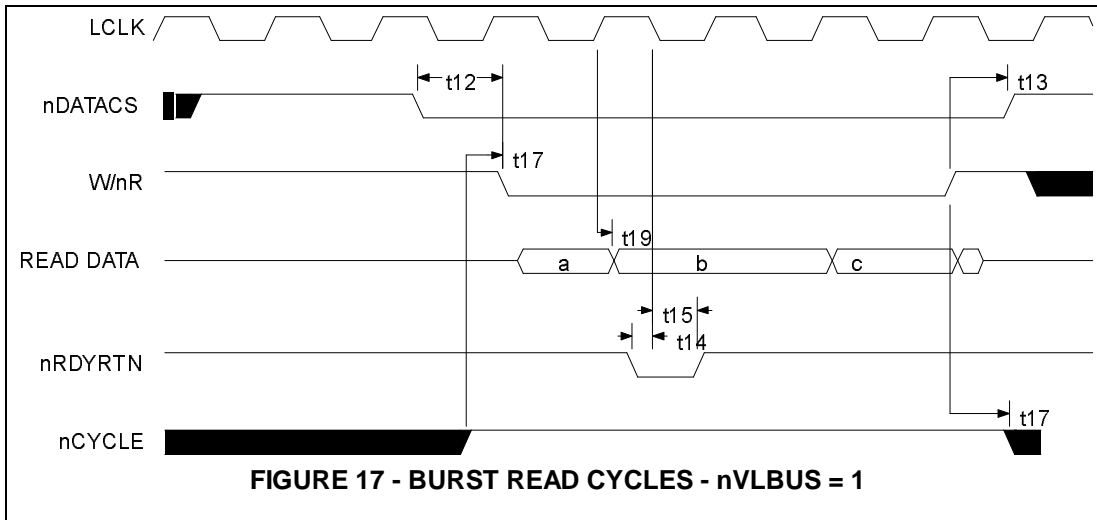 LCLK
t12
t13
nDATACS
t17
W/nR
t19
READ DATA
a
b
c
t15
t14
nRDYRTN
t17
nCYCLE
FIGURE 17 - BURST READ CYCLES - nVLBUS = 1